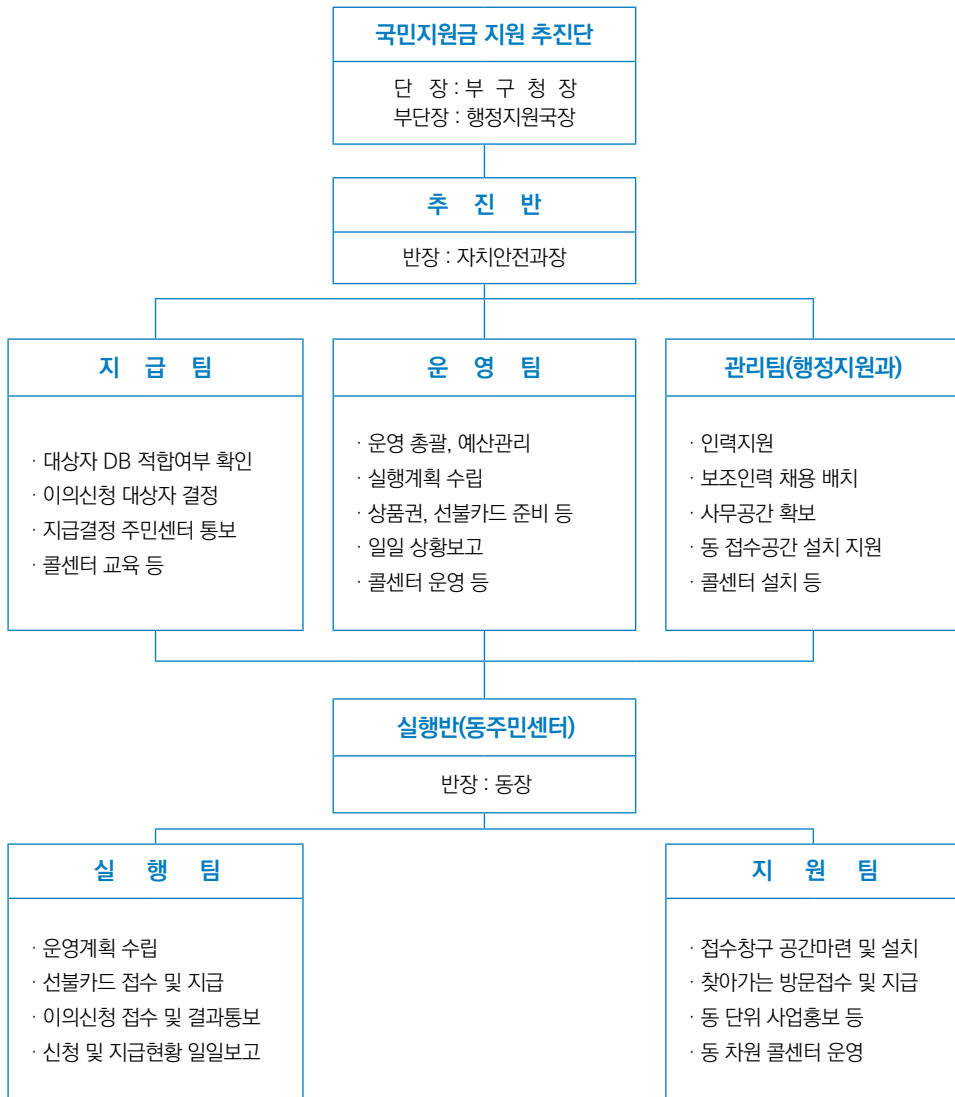 국민지원금 지원 추진단
단 장 : 부 구 청 장
부단장 : 행정지원국장
추 진 반
반장 : 자치안전과장
지 급 팀
· 대상자 DB 적합여부 확인
· 이의신청 대상자 결정
· 지급결정 주민센터 통보
· 콜센터 교육 등
운 영 팀
· 운영 총괄, 예산관리
· 실행계획 수립
· 상품권, 선불카드 준비 등
· 일일 상황보고
· 콜센터 운영 등
관리팀(행정지원과)
· 인력지원
· 보조인력 채용 배치
· 사무공간 확보
· 동 접수공간 설치 지원
· 콜센터 설치 등
실행반(동주민센터)
반장 : 동장
실 행 팀
· 운영계획 수립
· 선불카드 접수 및 지급
· 이의신청 접수 및 결과통보
· 신청 및 지급현황 일일보고
지 원 팀
· 접수창구 공간마련 및 설치
· 찾아가는 방문접수 및 지급
· 동 단위 사업홍보 등
· 동 차원 콜센터 운영